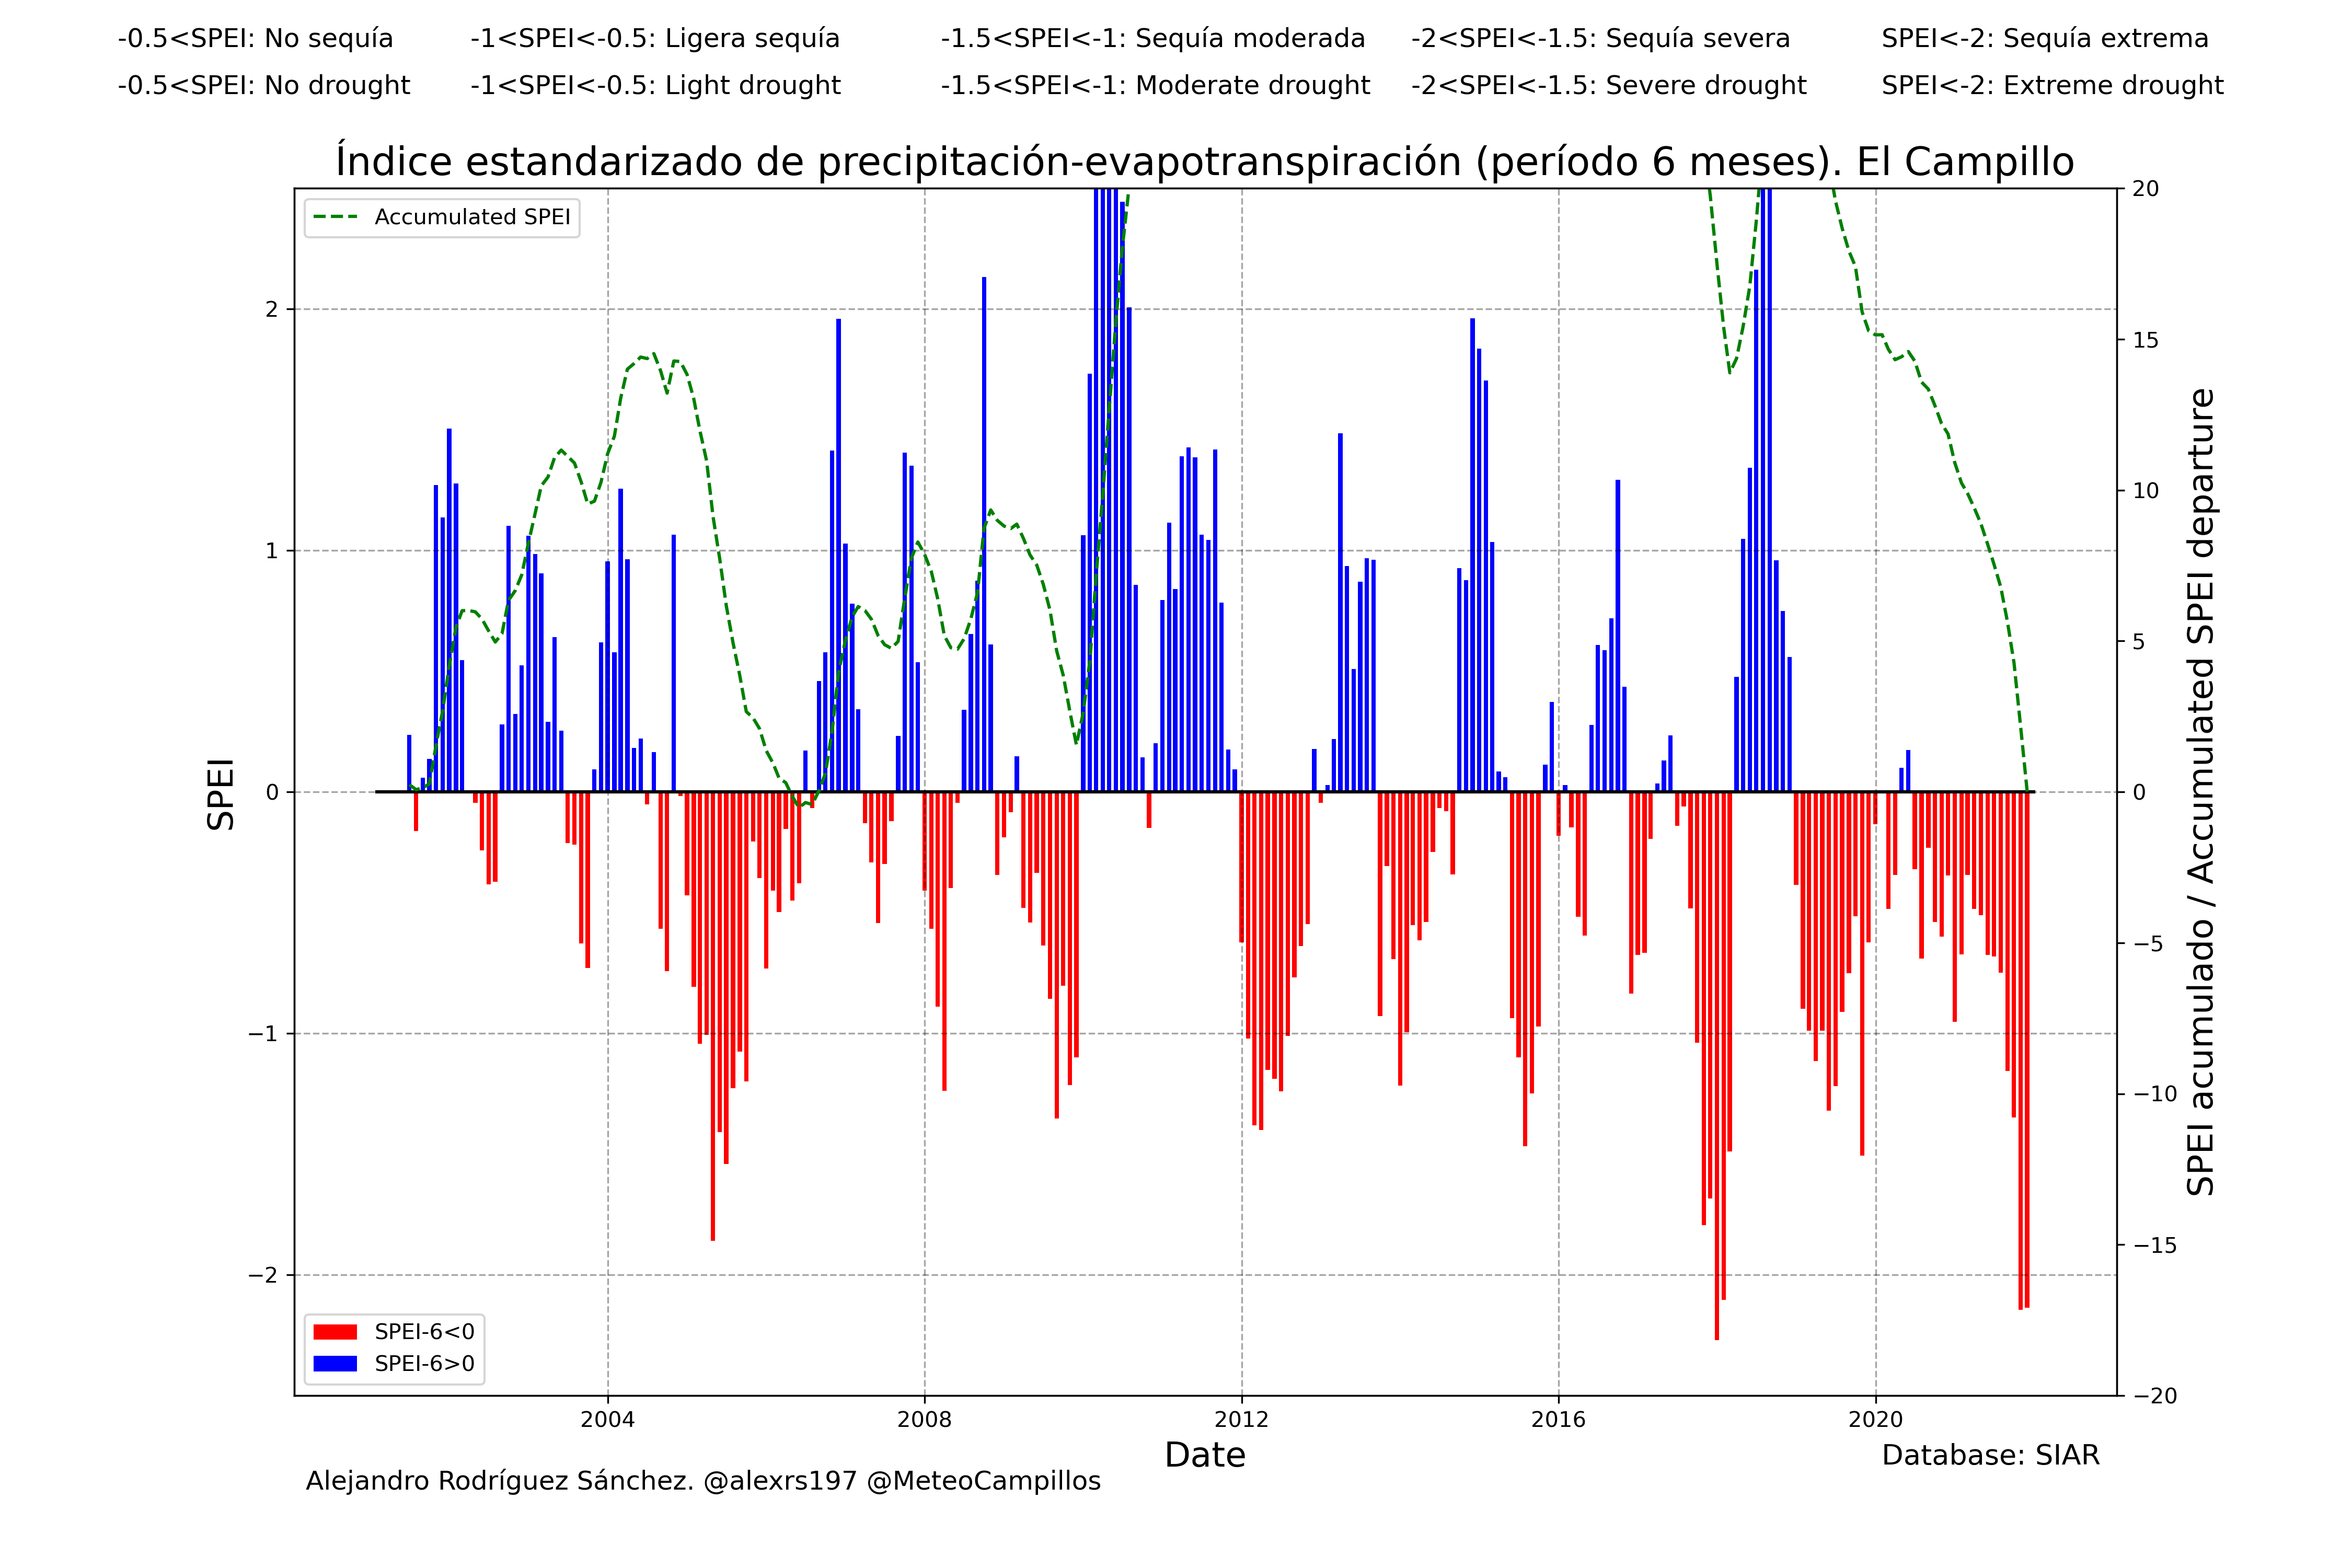 -0.5<SPEI: No sequía -1<SPEI<-0.5: Ligera sequía -1.5<SPEI<-1: Sequía moderada -2<SPEI<-1.5: Sequía severa SPEI<-2: Sequía extrema
-0.5<SPEI: No drought -1<SPEI<-0.5: Light drought -1.5<SPEI<-1: Moderate drought -2<SPEI<-1.5: Severe drought SPEI<-2: Extreme drought
Índice estandarizado de precipitación-evapotranspiración (período 6 meses). El Campillo
Accumulated SPEI
2
1
0
−1
−2
SPEI
20
15
10
5
0
−5
−10
−15
−20
SPEI acumulado / Accumulated SPEI departure
SPEI-6<0
SPEI-6>0
2004 2008 2012 2016 2020
Date
Database: SIAR
Alejandro Rodríguez Sánchez. @alexrs197 @MeteoCampillos